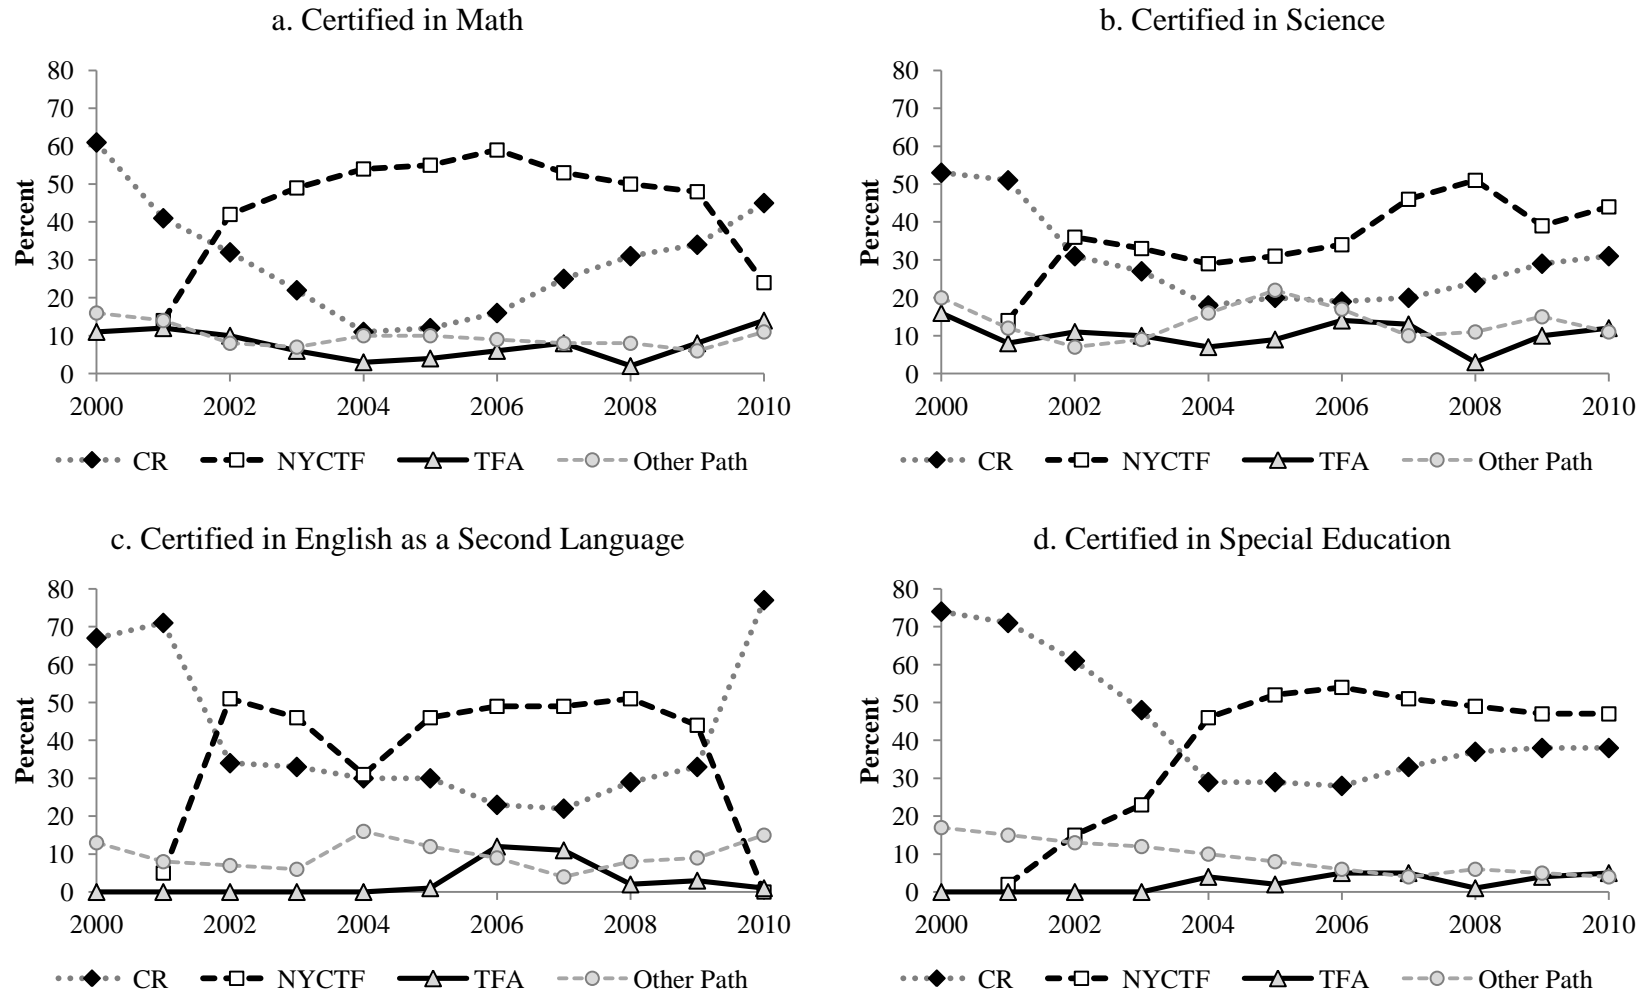 a. Certified in Math
80
70
60
50
40
30
20
10
0
Percent
2000 2002 2004 2006 2008 2010
CR NYCTF TFA Other Path
b. Certified in Science
80
70
60
50
40
30
20
10
0
Percent
2000 2002 2004 2006 2008 2010
CR NYCTF TFA Other Path
c. Certified in English as a Second Language
80
70
60
50
40
30
20
10
0
Percent
2000 2002 2004 2006 2008 2010
CR NYCTF TFA Other Path
d. Certified in Special Education
80
70
60
50
40
30
20
10
0
Percent
2000 2002 2004 2006 2008 2010
CR NYCTF TFA Other Path